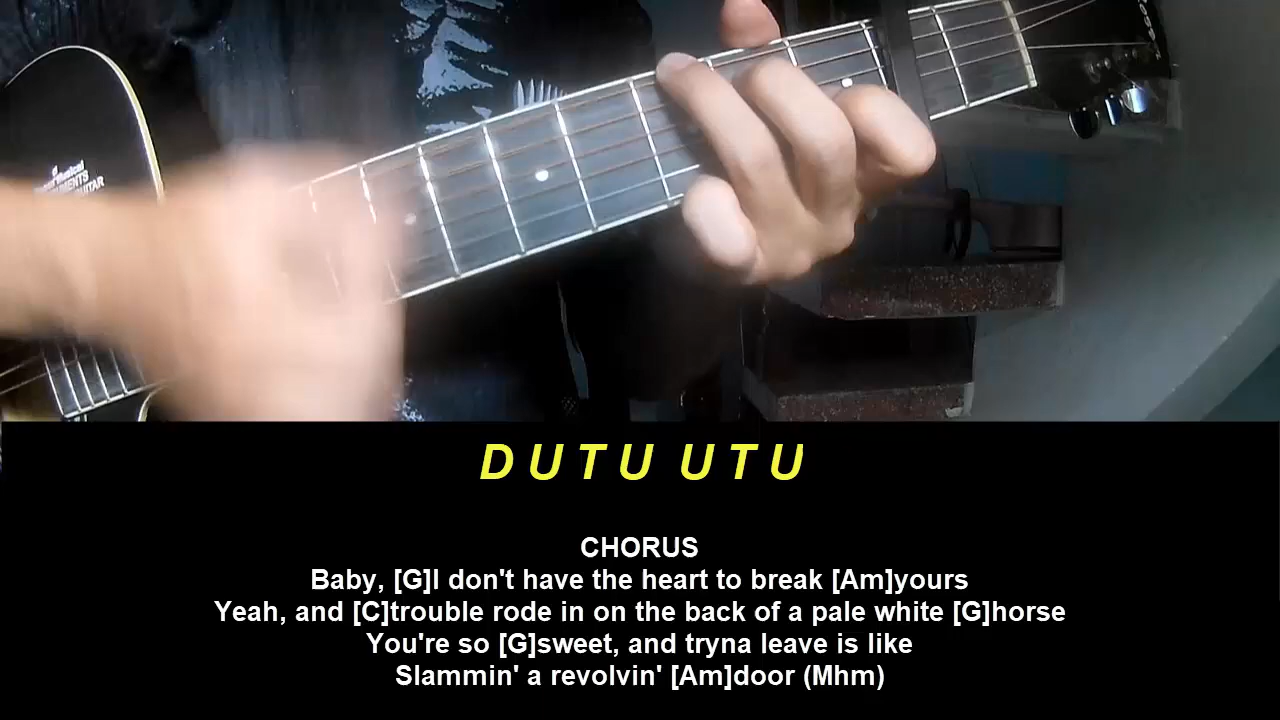 D U T U U T U
CHORUS
Baby, [G]I don't have the heart to break [Am]yours
Yeah, and [C]trouble rode in on the back of a pale white [G]horse
You're so [G]sweet, and tryna leave is like
Slammin' a revolvin' [Am]door (Mhm)